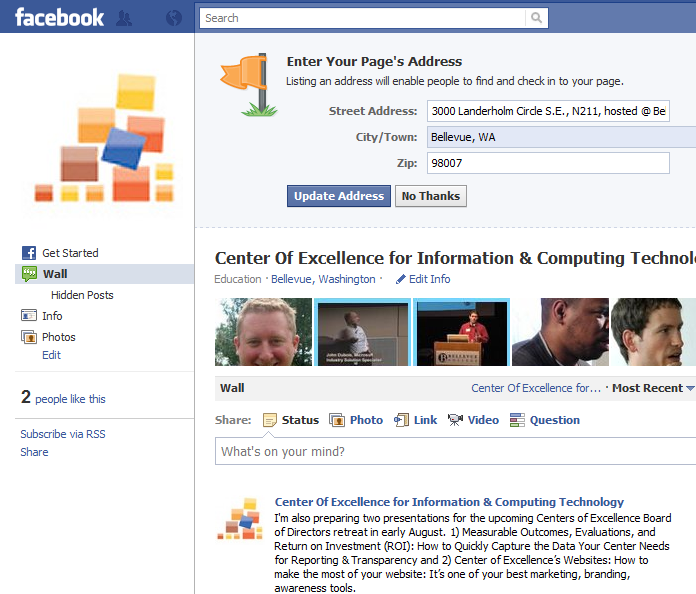 facebook
Search
Enter Your Page's Address
Listing an address will enable people to find and check in to your page.
Street Address: 3000 Landerholm Circle S.E., N211, hosted @ Be
City/Town: Bellevue, WA
Zip: 98007
Update Address No Thanks
Get Started
Wall
Hidden Posts
Info
Photos
Edit
2 people like this
Subscribe via RSS
Share
Center Of Excellence for Information & Computing Technolo
Education · Bellevue, Washington · Edit Info
John DuBois, Microsoft
Industry Solution Specialist
BELLEVUE
Wall Center Of Excellence for... · Most Recent
Share: Status Photo Link Video Question
What's on your mind?
Center Of Excellence for Information & Computing Technology
I'm also preparing two presentations for the upcoming Centers of Excellence Board
of Directors retreat in early August. 1) Measurable Outcomes, Evaluations, and
Return on Investment (ROI): How to Quickly Capture the Data Your Center Needs
for Reporting & Transparency and 2) Center of Excellence's Websites: How to
make the most of your website: It's one of your best marketing, branding,
awareness tools.